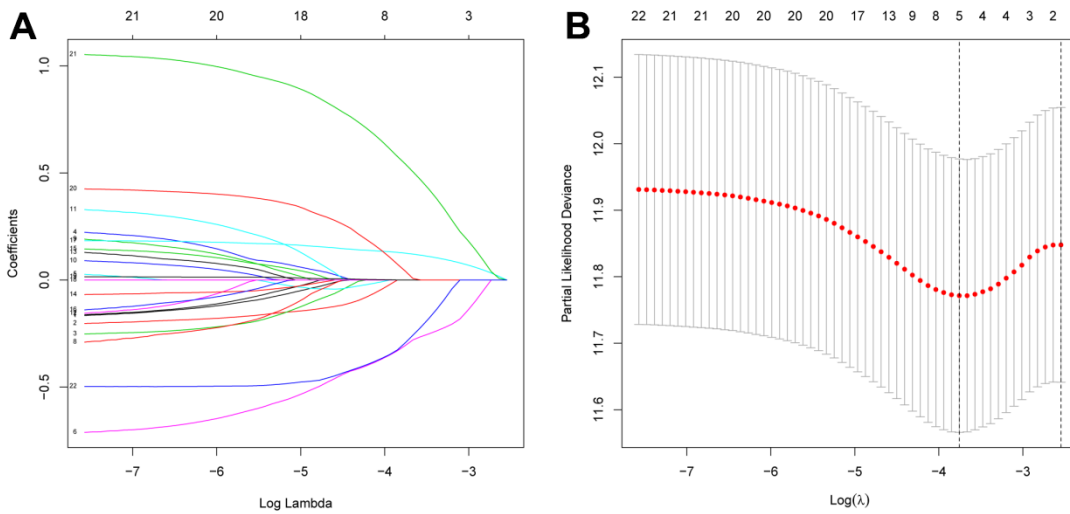 A
21 20 18 8 3
Coefficients
1.0
0.5
0.0
−0.5
21
20
11
4
15
10
14
2
3
8
22
6
−7 −6 −5 −4 −3
Log Lambda
B
22 21 21 20 20 20 20 20 17 13 9 8 5 4 4 3 2
Partial Likelihood Deviance
12.1
12.0
11.9
11.8
11.7
11.6
−7 −6 −5 −4 −3
Log(λ)